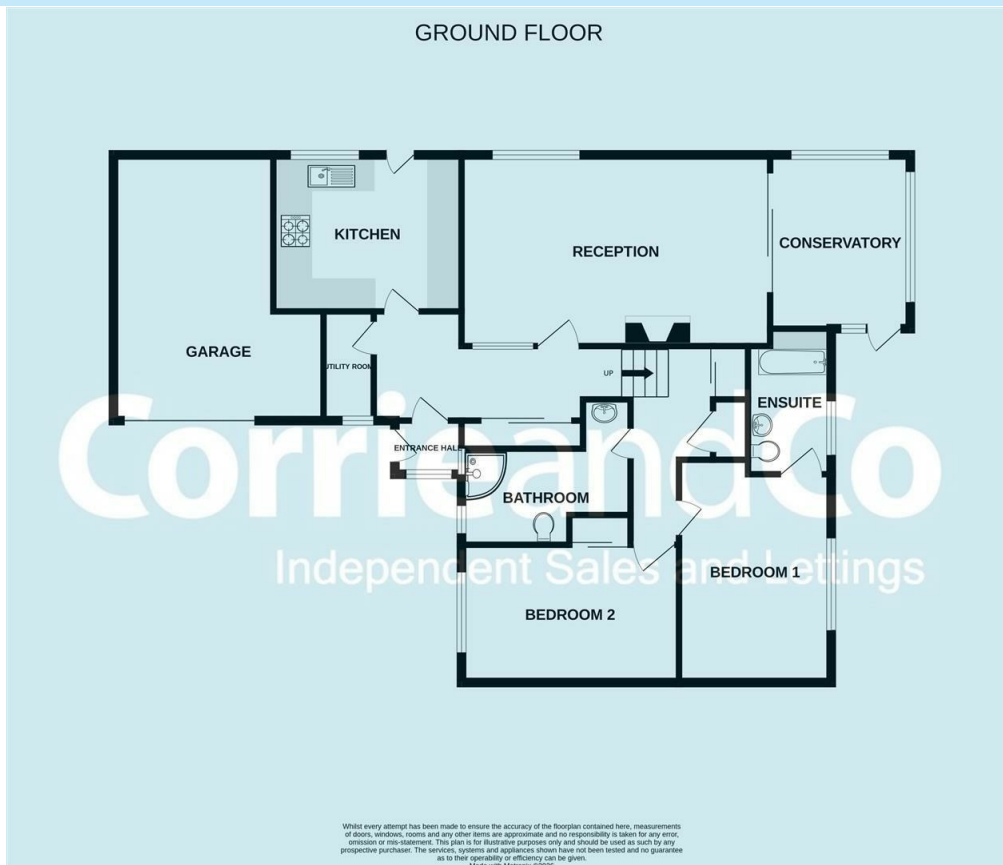 GROUND FLOOR
KITCHEN
RECEPTION
CONSERVATORY
GARAGE
UTILITY ROOM
UP
ENSUITE
ENTRANCE HALL
CorrieandCo
BATHROOM
Independent Sales and Lettings
BEDROOM 1
BEDROOM 2
Whilst every attempt has been made to ensure the accuracy of the floorplan contained here, measurements
of doors, windows, rooms and any other items are approximate and no responsibility is taken for any error,
omission or mis-statement. This plan is for illustrative purposes only and should be used as such by any
prospective purchaser. The services, systems and appliances shown have not been tested and no guarantee
as to their operability or efficiency can be given.
Made with Metropix